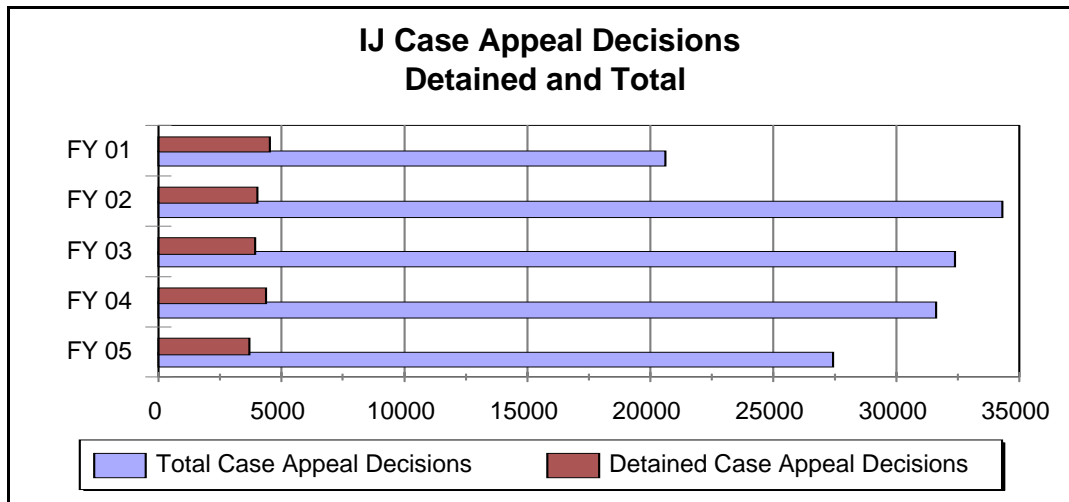 IJ Case Appeal Decisions
Detained and Total
FY 01
FY 02
FY 03
FY 04
FY 05
0 5000 10000 15000 20000 25000 30000 35000
Total Case Appeal Decisions Detained Case Appeal Decisions